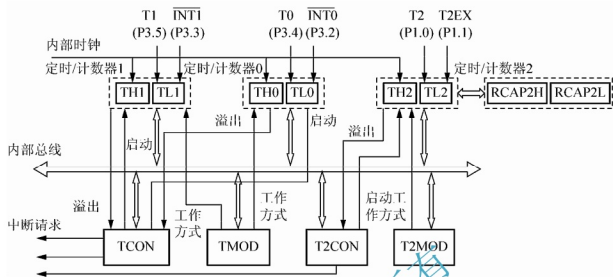 T1 INT1 T0 INT0 T2 T2EX
(P3.5) (P3.3) (P3.4) (P3.2) (P1.0) (P1.1)
内部时钟
定时/计数器1 定时/计数器0 定时/计数器2
TH1 TL1 TH0 TL0 TH2 TL2 RCAP2H RCAP2L
溢出 启动 溢出
启动
内部总线
溢出 工作方式 工作方式 启动工作方式
中断请求
TCON TMOD T2CON T2MOD